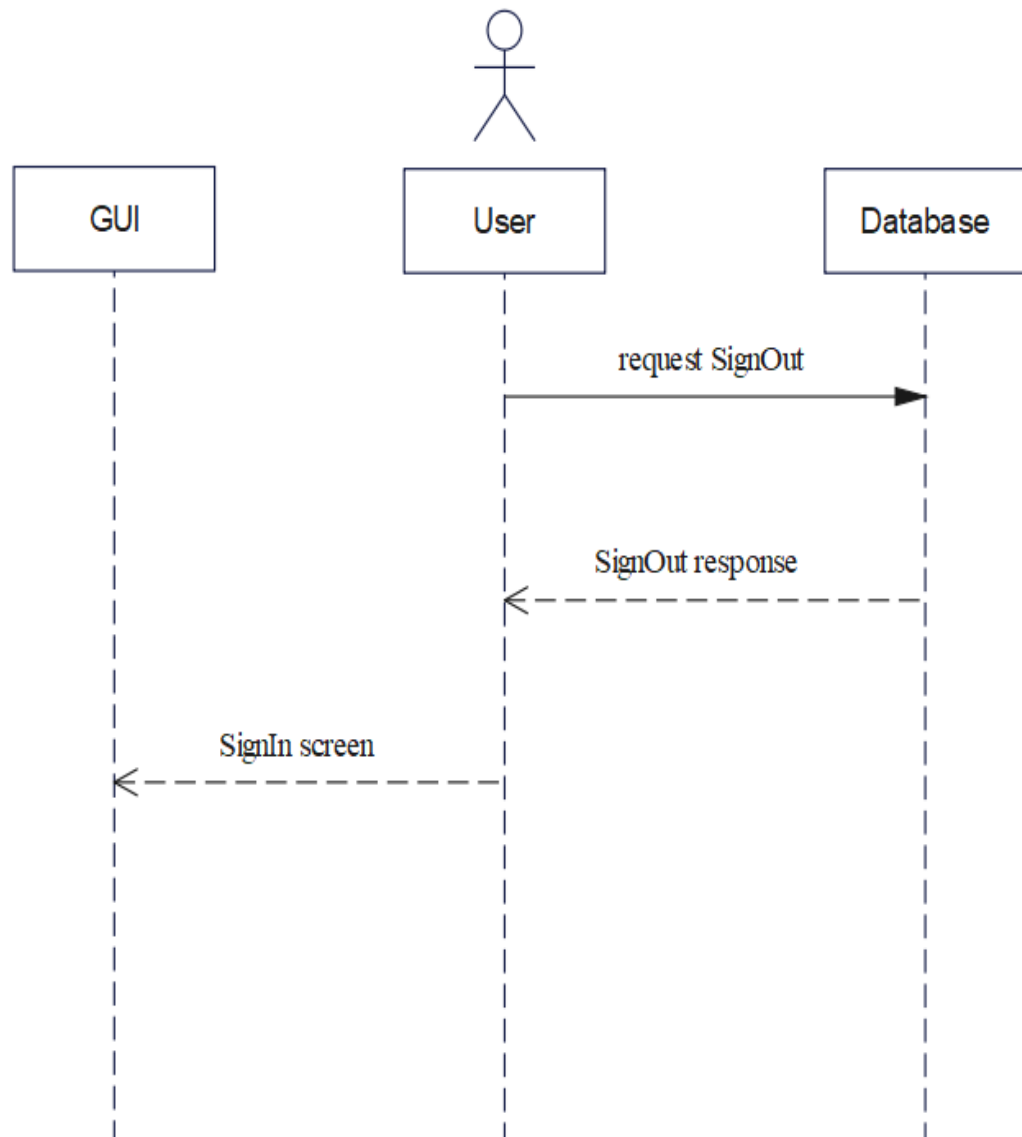 GUI
User
Database
request SignOut
SignOut response
SignIn screen